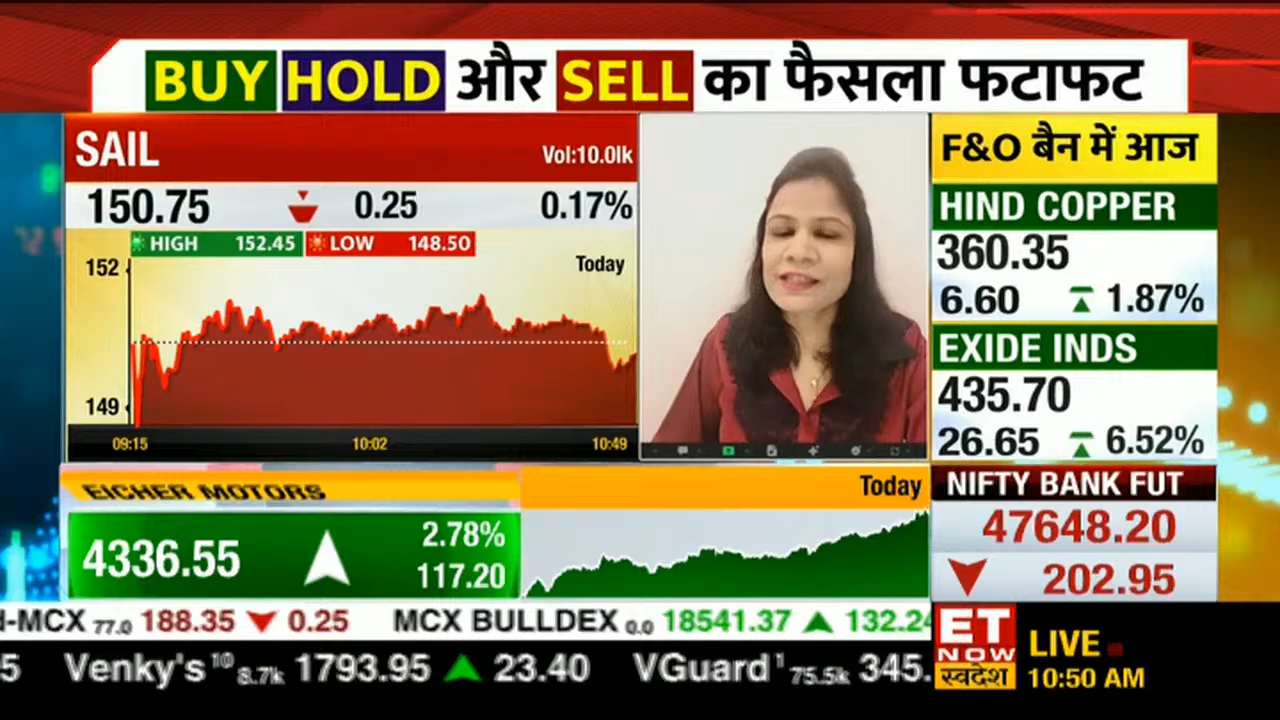 BUY HOLD और SELL का फैसला फटाफट
SAIL
Vol:10.0lk
150.75 0.25 0.17%
HIGH 152.45 LOW 148.50
152
Today
149
09:15 10:02 10:49
F&O बैन में आज
HIND COPPER
360.35
6.60 1.87%
EXIDE INDS
435.70
26.65 6.52%
EICHER MOTORS
Today
4336.55
2.78%
117.20
NIFTY BANK FUT
47648.20
202.95
-MCX 77.0 188.35 0.25 MCX BULLDEX 0.0 18541.37 132.24
5 Venky's 10 8.7k 1793.95 23.40 VGuard 1 75.5k 345.
ET
NOW
स्वदेश
LIVE
10:50 AM